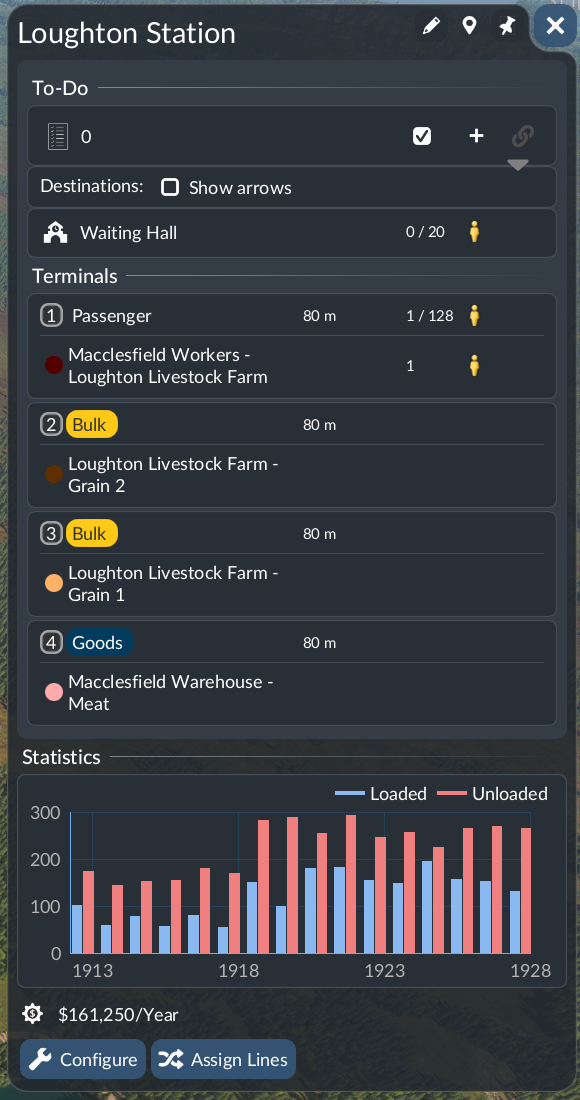 Loughton Station
To-Do
0
Destinations: Show arrows
Waiting Hall 0 / 20
Terminals
1 Passenger 80 m 1 / 128
Macclesfield Workers - 1
Loughton Livestock Farm
2 Bulk 80 m
Loughton Livestock Farm -
Grain 2
3 Bulk 80 m
Loughton Livestock Farm -
Grain 1
4 Goods 80 m
Macclesfield Warehouse -
Meat
Statistics
Loaded Unloaded
300
200
100
0
1913 1918 1923 1928
$161,250/Year
Configure Assign Lines